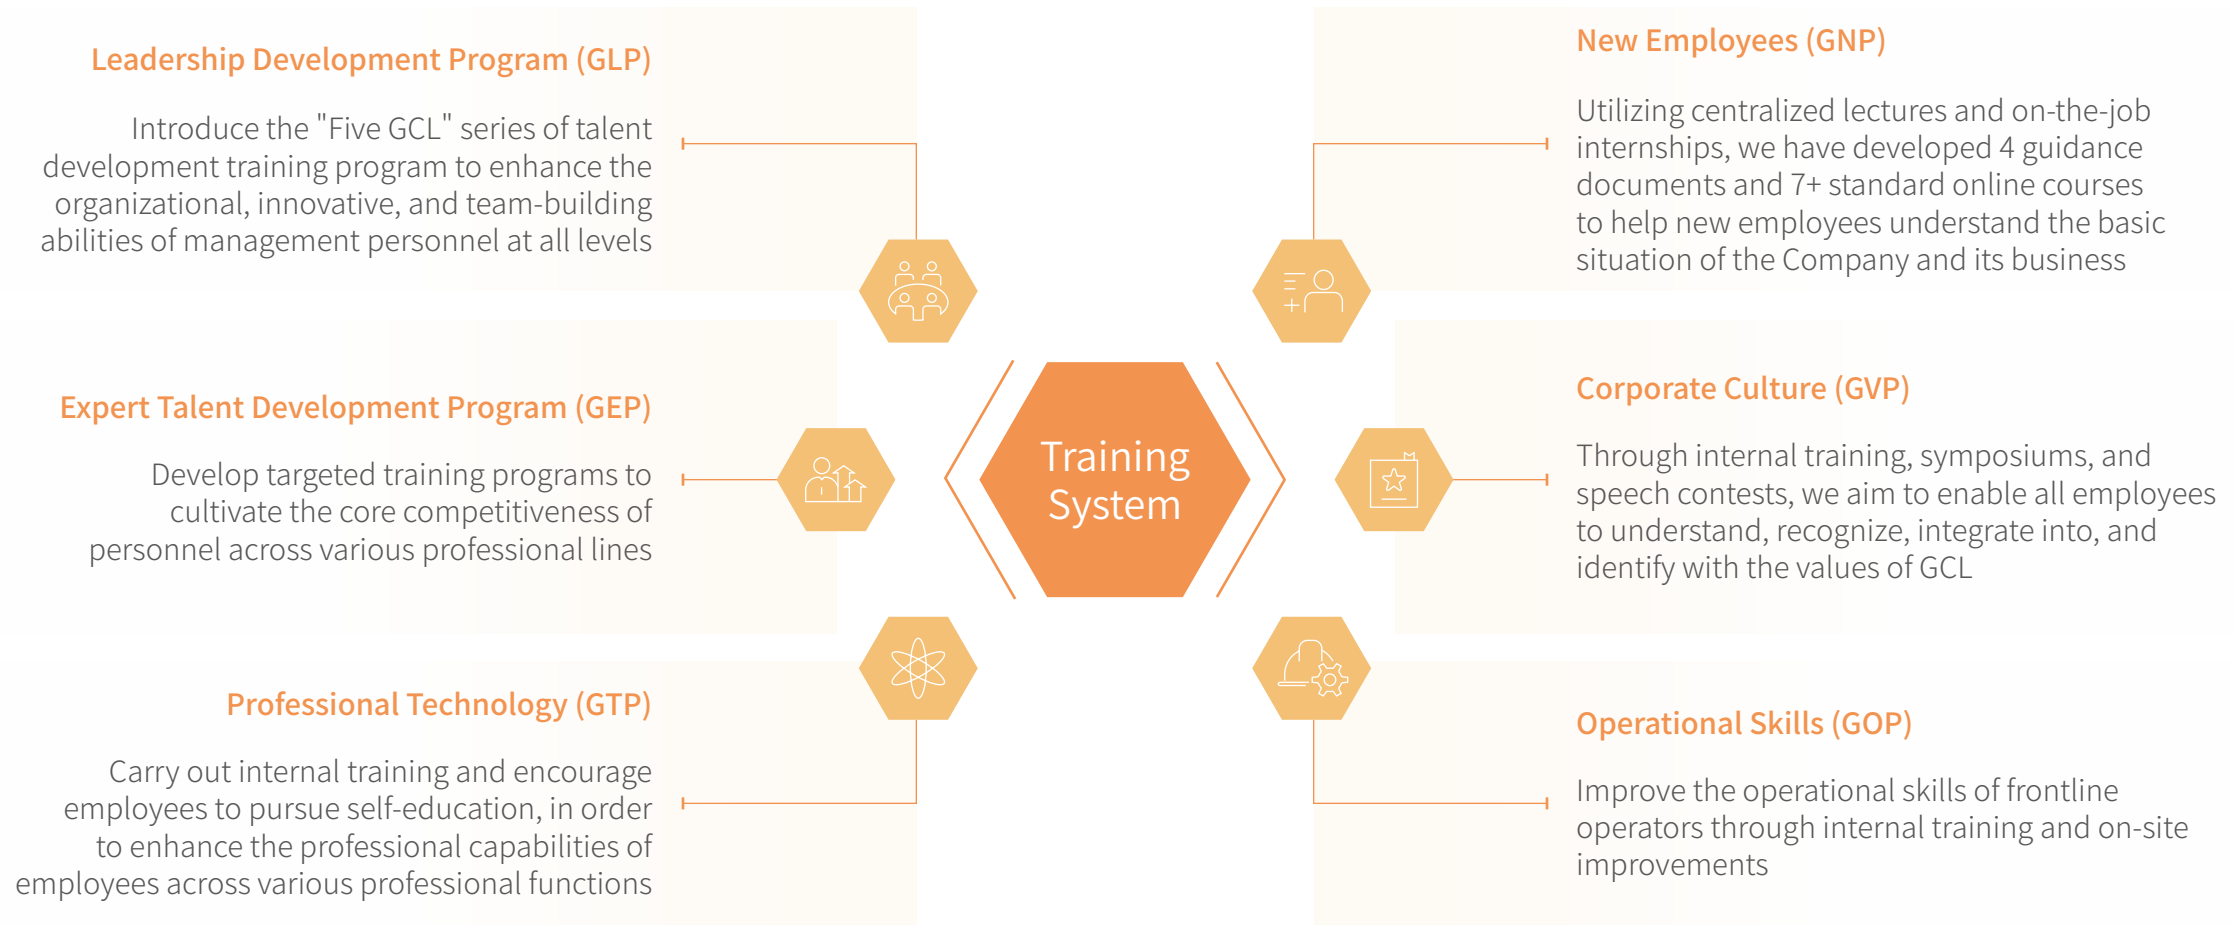 Leadership Development Program (GLP)
Introduce the "Five GCL" series of talent
development training program to enhance the
organizational, innovative, and team-building
abilities of management personnel at all levels
Expert Talent Development Program (GEP)
Develop targeted training programs to
cultivate the core competitiveness of
personnel across various professional lines
Professional Technology (GTP)
Carry out internal training and encourage
employees to pursue self-education, in order
to enhance the professional capabilities of
employees across various professional functions
Training
System
New Employees (GNP)
Utilizing centralized lectures and on-the-job
internships, we have developed 4 guidance
documents and 7+ standard online courses
to help new employees understand the basic
situation of the Company and its business
Corporate Culture (GVP)
Through internal training, symposiums, and
speech contests, we aim to enable all employees
to understand, recognize, integrate into, and
identify with the values of GCL
Operational Skills (GOP)
Improve the operational skills of frontline
operators through internal training and on-site
improvements